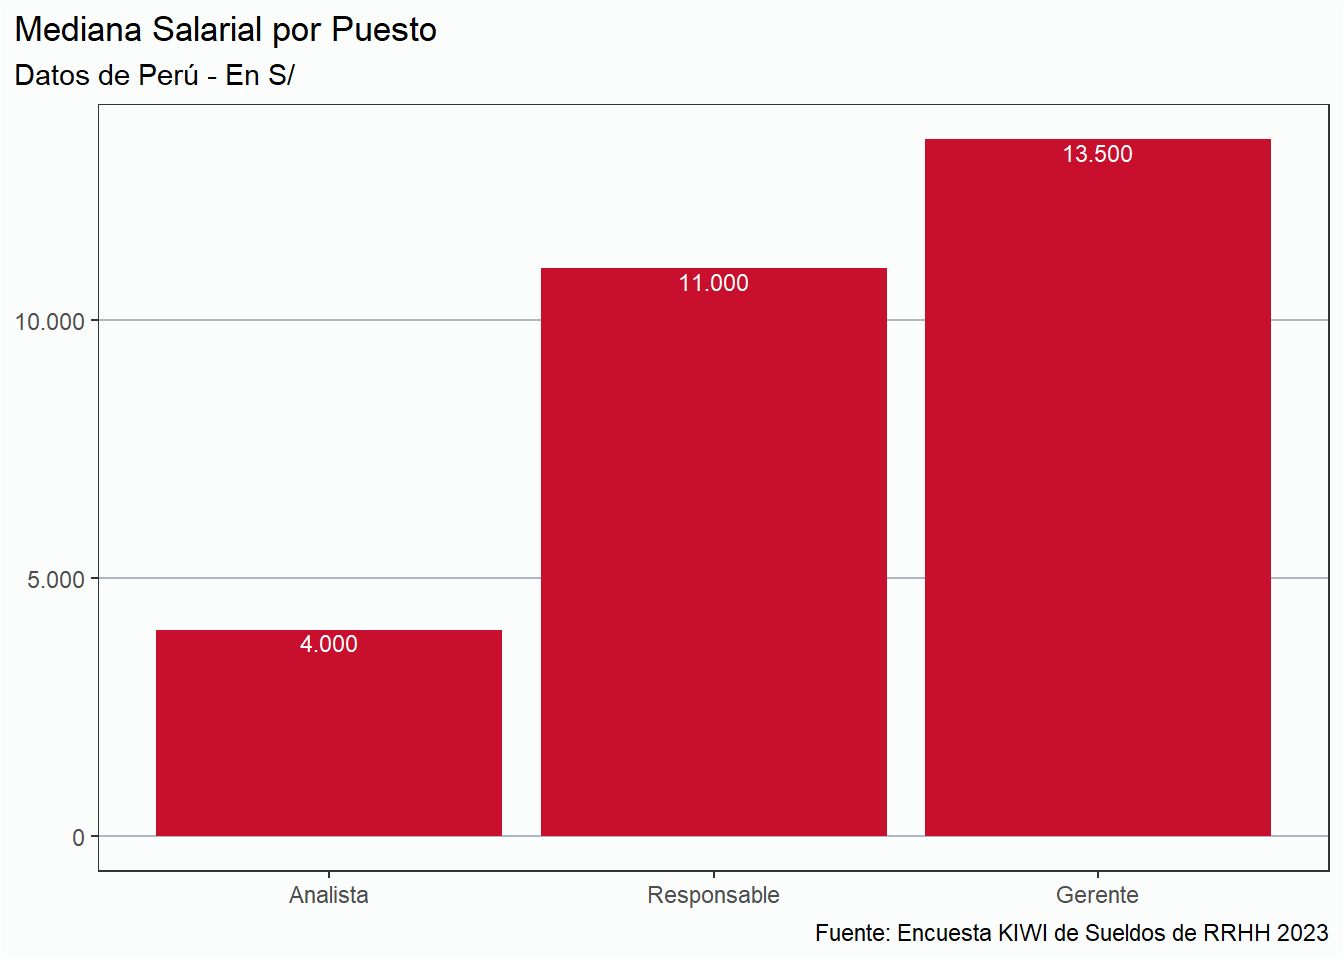 Mediana Salarial por Puesto
Datos de Perú - En S/
13.500
11.000
10.000
5.000
4.000
0
Analista Responsable Gerente
Fuente: Encuesta KIWI de Sueldos de RRHH 2023